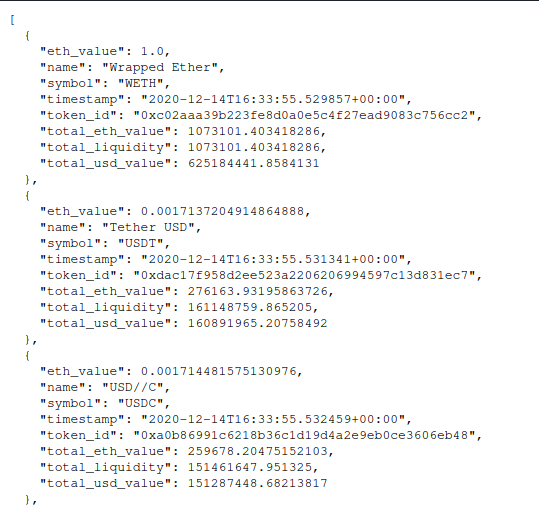 [
  {
    "eth_value": 1.0,
    "name": "Wrapped Ether",
    "symbol": "WETH",
    "timestamp": "2020-12-14T16:33:55.529857+00:00",
    "token_id": "0xc02aaa39b223fe8d0a0e5c4f27ead9083c756cc2",
    "total_eth_value": 1073101.403418286,
    "total_liquidity": 1073101.403418286,
    "total_usd_value": 625184441.8584131
  },
  {
    "eth_value": 0.0017137204914864888,
    "name": "Tether USD",
    "symbol": "USDT",
    "timestamp": "2020-12-14T16:33:55.531341+00:00",
    "token_id": "0xdac17f958d2ee523a2206206994597c13d831ec7",
    "total_eth_value": 276163.93195863726,
    "total_liquidity": 161148759.865205,
    "total_usd_value": 160891965.20758492
  },
  {
    "eth_value": 0.001714481575130976,
    "name": "USD//C",
    "symbol": "USDC",
    "timestamp": "2020-12-14T16:33:55.532459+00:00",
    "token_id": "0xa0b86991c6218b36c1d19d4a2e9eb0ce3606eb48",
    "total_eth_value": 259678.20475152103,
    "total_liquidity": 151461647.951325,
    "total_usd_value": 151287448.68213817
  },